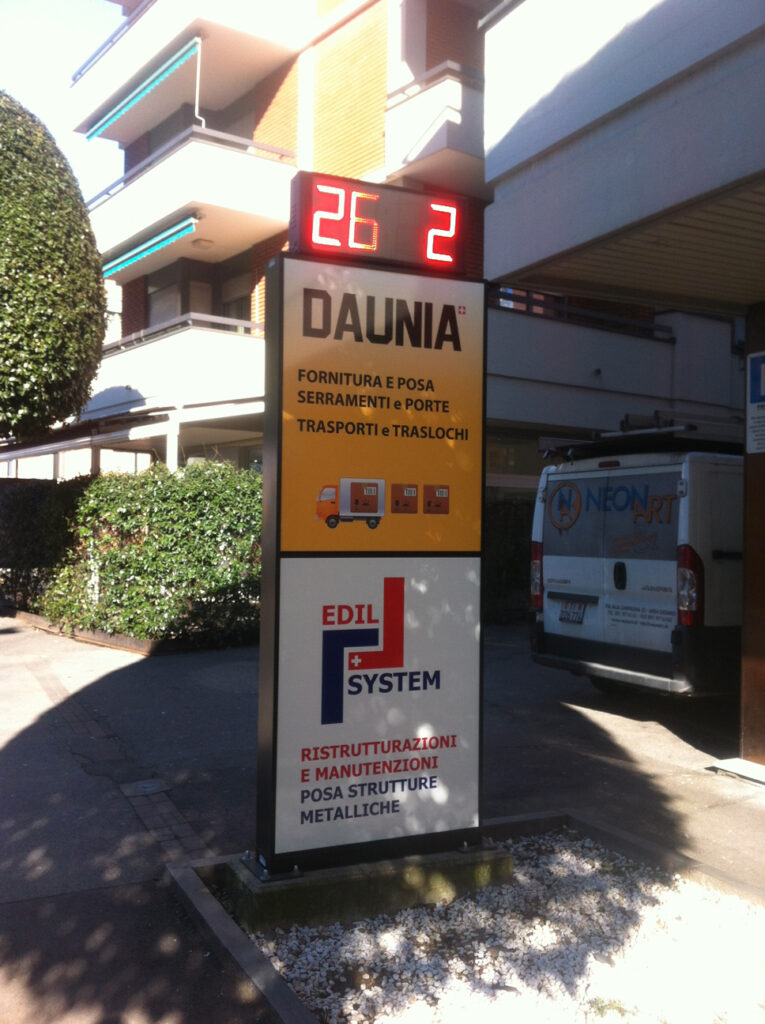 26 2
DAUNIA
FORNITURA E POSA
SERRAMENTI e PORTE
TRASPORTI e TRASLOCHI
EDIL
SYSTEM
RISTRUTTURAZIONI
E MANUTENZIONI
POSA STRUTTURE
METALLICHE
N NEON
ART